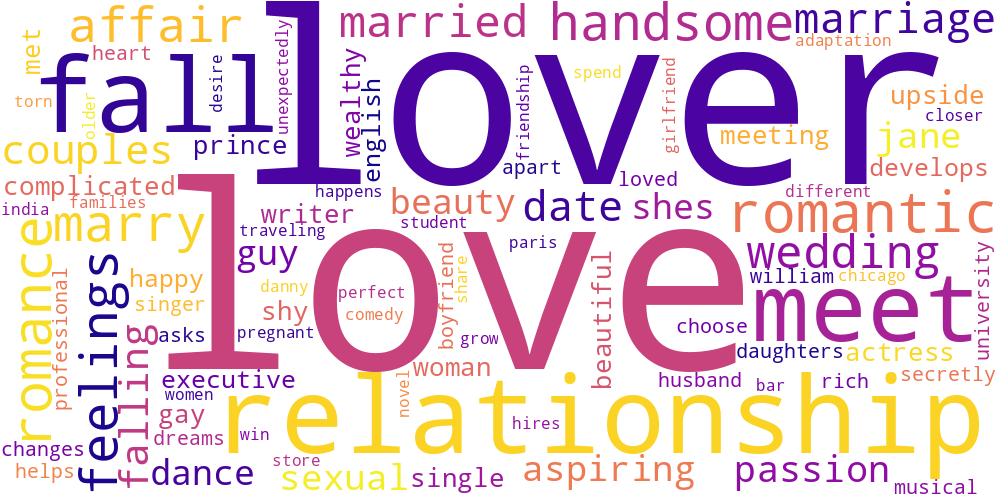 affair
lover
married
handsome
marriage
met
heart
fall
desire
unexpectedly
wealthy
english
friendship
spend
girlfriend
adaptation
torn
older
upside
closer
couples
prince
meeting
jane
apart
loved
develops
complicated
love
happens
different
india
families
beauty
date
shes
romantic
marry
writer
student
traveling
paris
romance
guy
wedding
feelings
professional
happy
singer
danny
perfect
comedy
boyfriend
share
beautiful
william
chicago
university
meet
shy
falling
asks
pregnant
grow
choose
daughters
actress
executive
women
woman
novel
husband
bar
rich
secretly
relationship
gay
dreams
win
hires
changes
helps
dance
store
sexual
single
aspiring
passion
musical